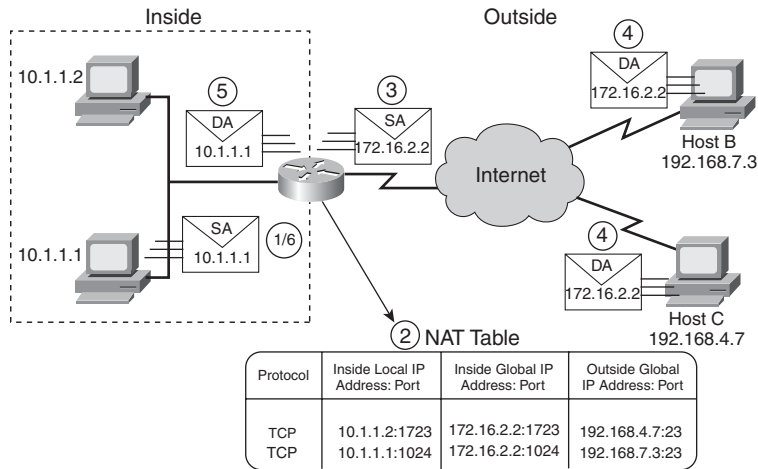 Inside
Outside
10.1.1.2
5
DA
10.1.1.1
3
SA
172.16.2.2
4
DA
172.16.2.2
Host B
192.168.7.3
Internet
10.1.1.1
SA
10.1.1.1
1/6
4
DA
172.16.2.2
Host C
192.168.4.7
2 NAT Table
Protocol
Inside Local IP
Address: Port
Inside Global IP
Address: Port
Outside Global
IP Address: Port
TCP 10.1.1.2:1723 172.16.2.2:1723 192.168.4.7:23
TCP 10.1.1.1:1024 172.16.2.2:1024 192.168.7.3:23